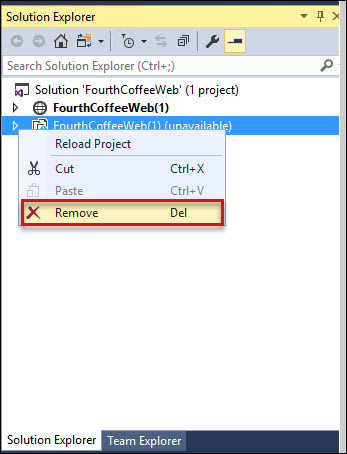 Solution Explorer
Search Solution Explorer (Ctrl+;)
Solution 'FourthCoffeeWeb' (1 project)
FourthCoffeeWeb(1)
FourthCoffeeWeb(1) (unavailable)
Reload Project
Cut Ctrl+X
Paste Ctrl+V
Remove Del
Solution Explorer Team Explorer